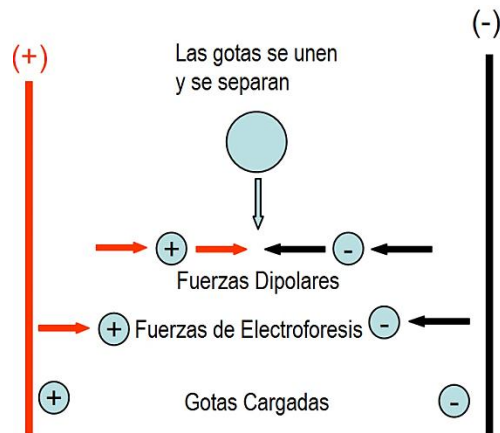 (-)
(+)
Las gotas se unen
y se separan
+ -
Fuerzas Dipolares
+ Fuerzas de Electroforesis -
+ Gotas Cargadas -